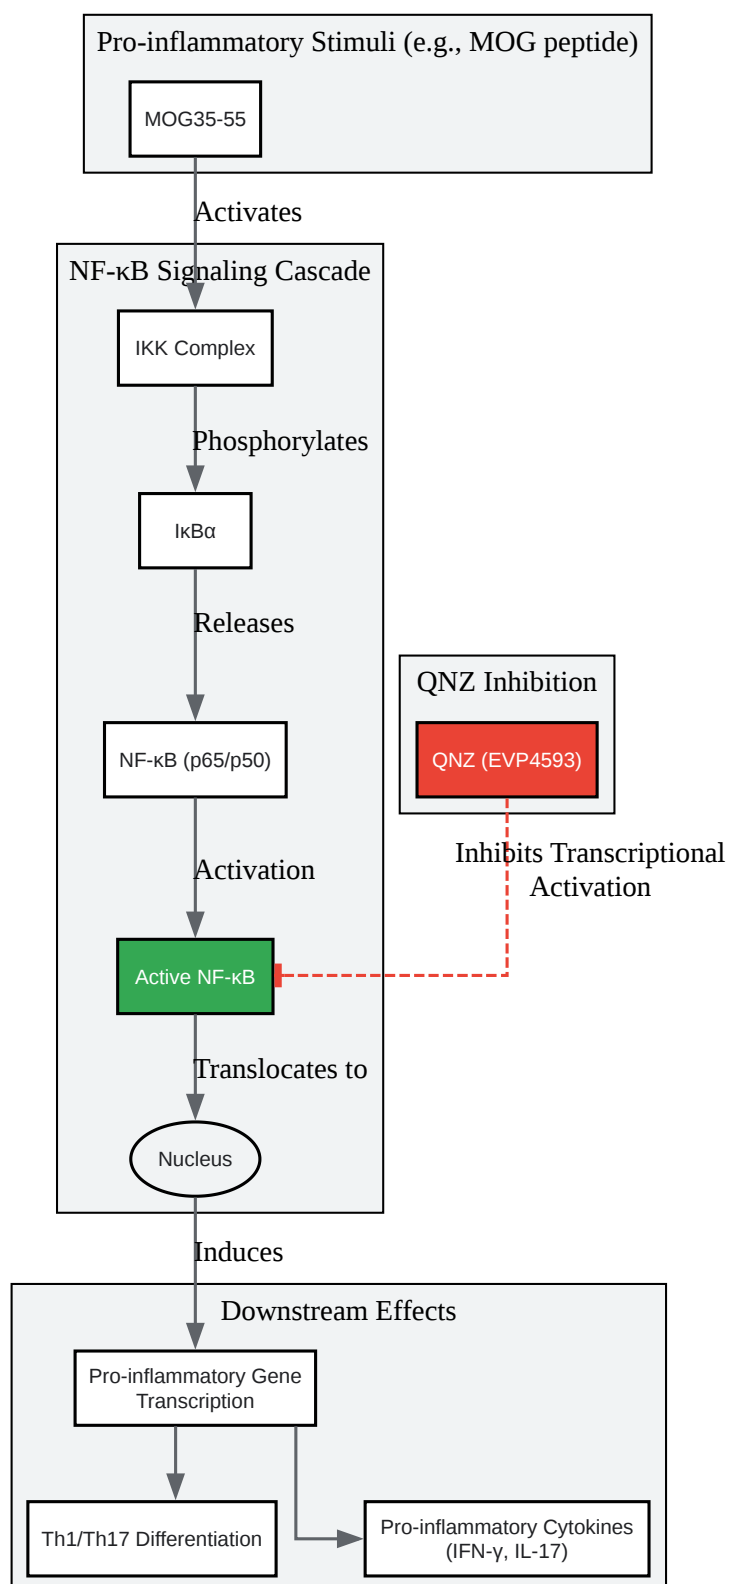 Pro-inflammatory Stimuli (e.g., MOG peptide)
MOG35-55
Activates
NF-κB Signaling Cascade
IKK Complex
Phosphorylates
IκBα
Releases
QNZ Inhibition
NF-κB (p65/p50)
QNZ (EVP4593)
Inhibits Transcriptional
Activation
Activation
Active NF-κB
Translocates to
Nucleus
Induces
Downstream Effects
Pro-inflammatory Gene
Transcription
Th1/Th17 Differentiation
Pro-inflammatory Cytokines
(IFN-γ, IL-17)